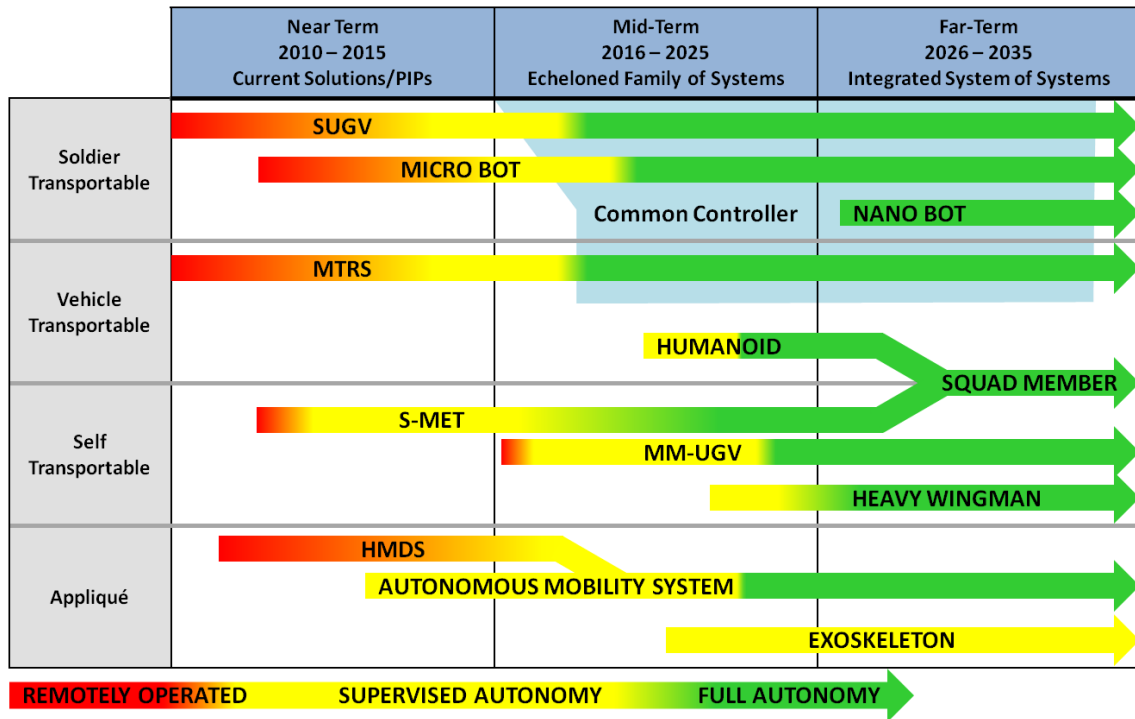 Near Term
2010 – 2015
Current Solutions/PIPs
Mid-Term
2016 – 2025
Echeloned Family of Systems
Far-Term
2026 – 2035
Integrated System of Systems
Soldier
Transportable
SUGV
MICRO BOT
Common Controller
NANO BOT
Vehicle
Transportable
MTRS
HUMANOID
SQUAD MEMBER
Self
Transportable
S-MET
MM-UGV
HEAVY WINGMAN
Appliqué
HMDS
AUTONOMOUS MOBILITY SYSTEM
EXOSKELETON
REMOTELY OPERATED
SUPERVISED AUTONOMY
FULL AUTONOMY